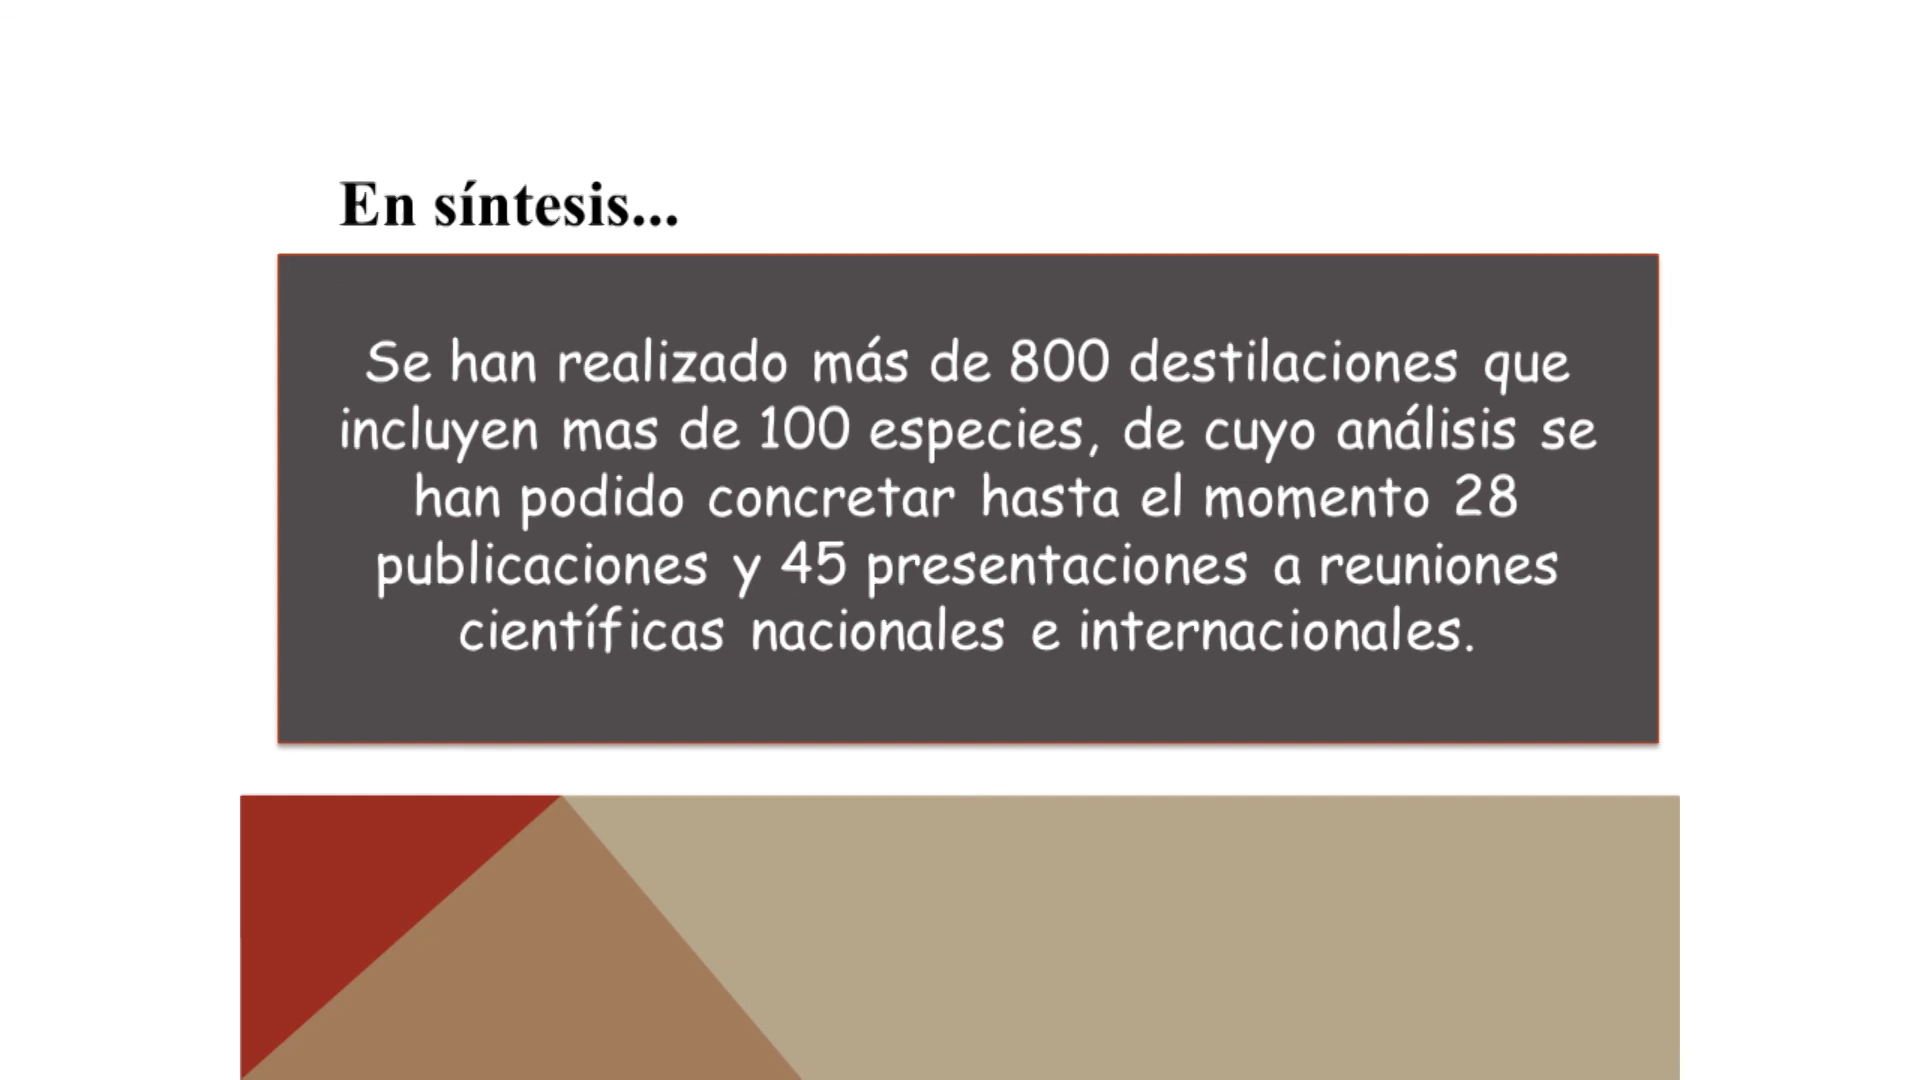 En síntesis...
Se han realizado más de 800 destilaciones que
incluyen mas de 100 especies, de cuyo análisis se
han podido concretar hasta el momento 28
publicaciones y 45 presentaciones a reuniones
científicas nacionales e internacionales.